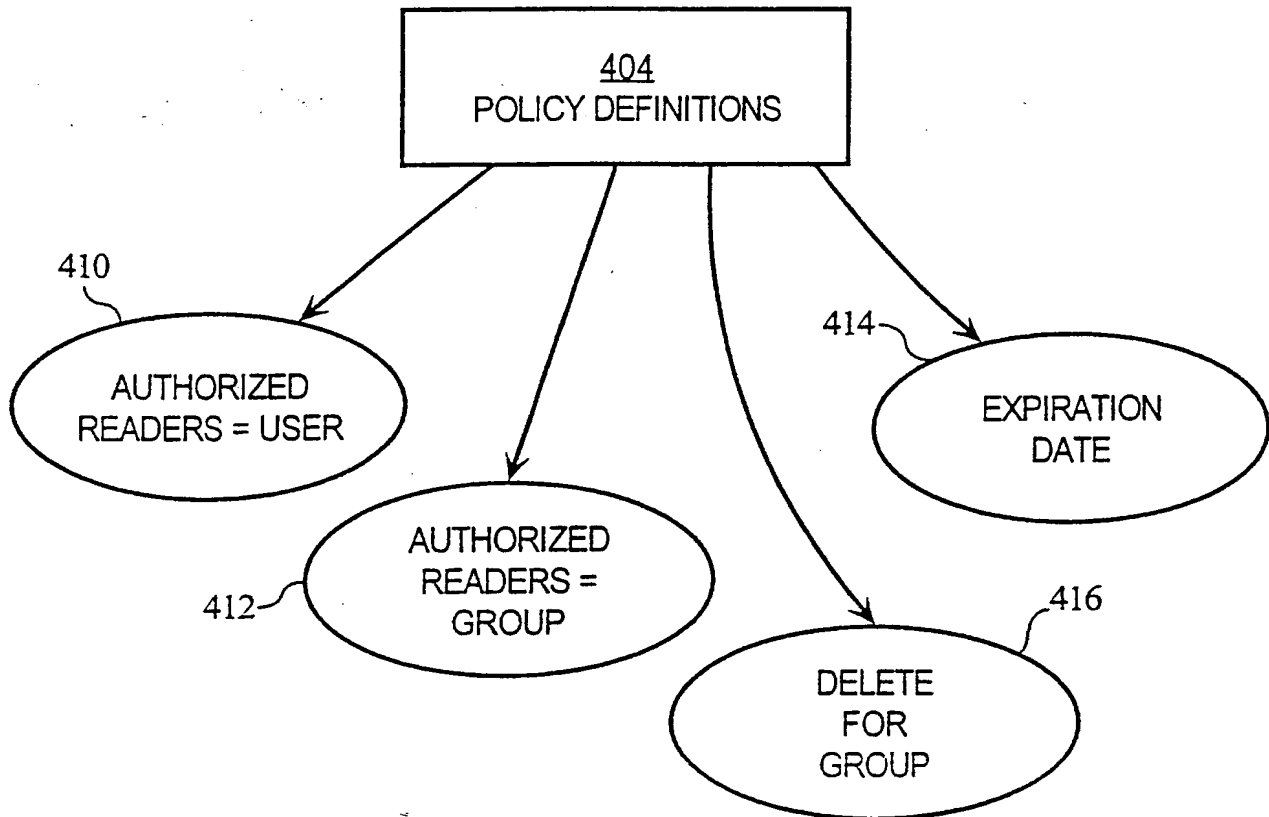 404
POLICY DEFINITIONS
410
AUTHORIZED
READERS = USER
414
EXPIRATION
DATE
412
AUTHORIZED
READERS =
GROUP
416
DELETE
FOR
GROUP